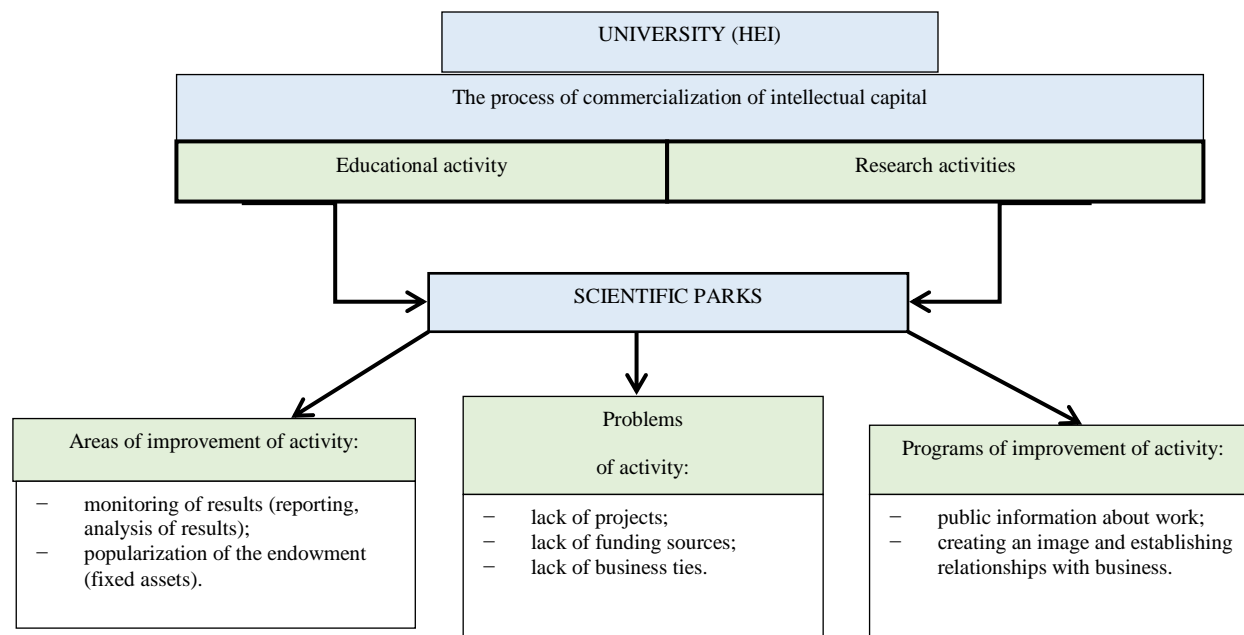 UNIVERSITY (HEI)
The process of commercialization of intellectual capital
Educational activity
Research activities
SCIENTIFIC PARKS
Areas of improvement of activity:
– monitoring of results (reporting,
analysis of results);
– popularization of the endowment
(fixed assets).
Problems
of activity:
– lack of projects;
– lack of funding sources;
– lack of business ties.
Programs of improvement of activity:
– public information about work;
– creating an image and establishing
relationships with business.